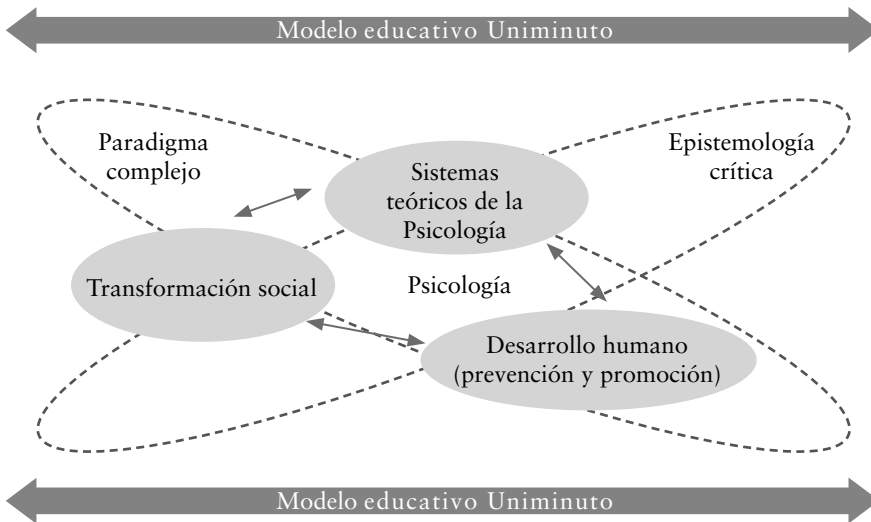 Modelo educativo Uniminuto
Paradigma
complejo
Epistemología
crítica
Sistemas
teóricos de la
Psicología
Transformación social
Psicología
Desarrollo humano
(prevención y promoción)
Modelo educativo Uniminuto